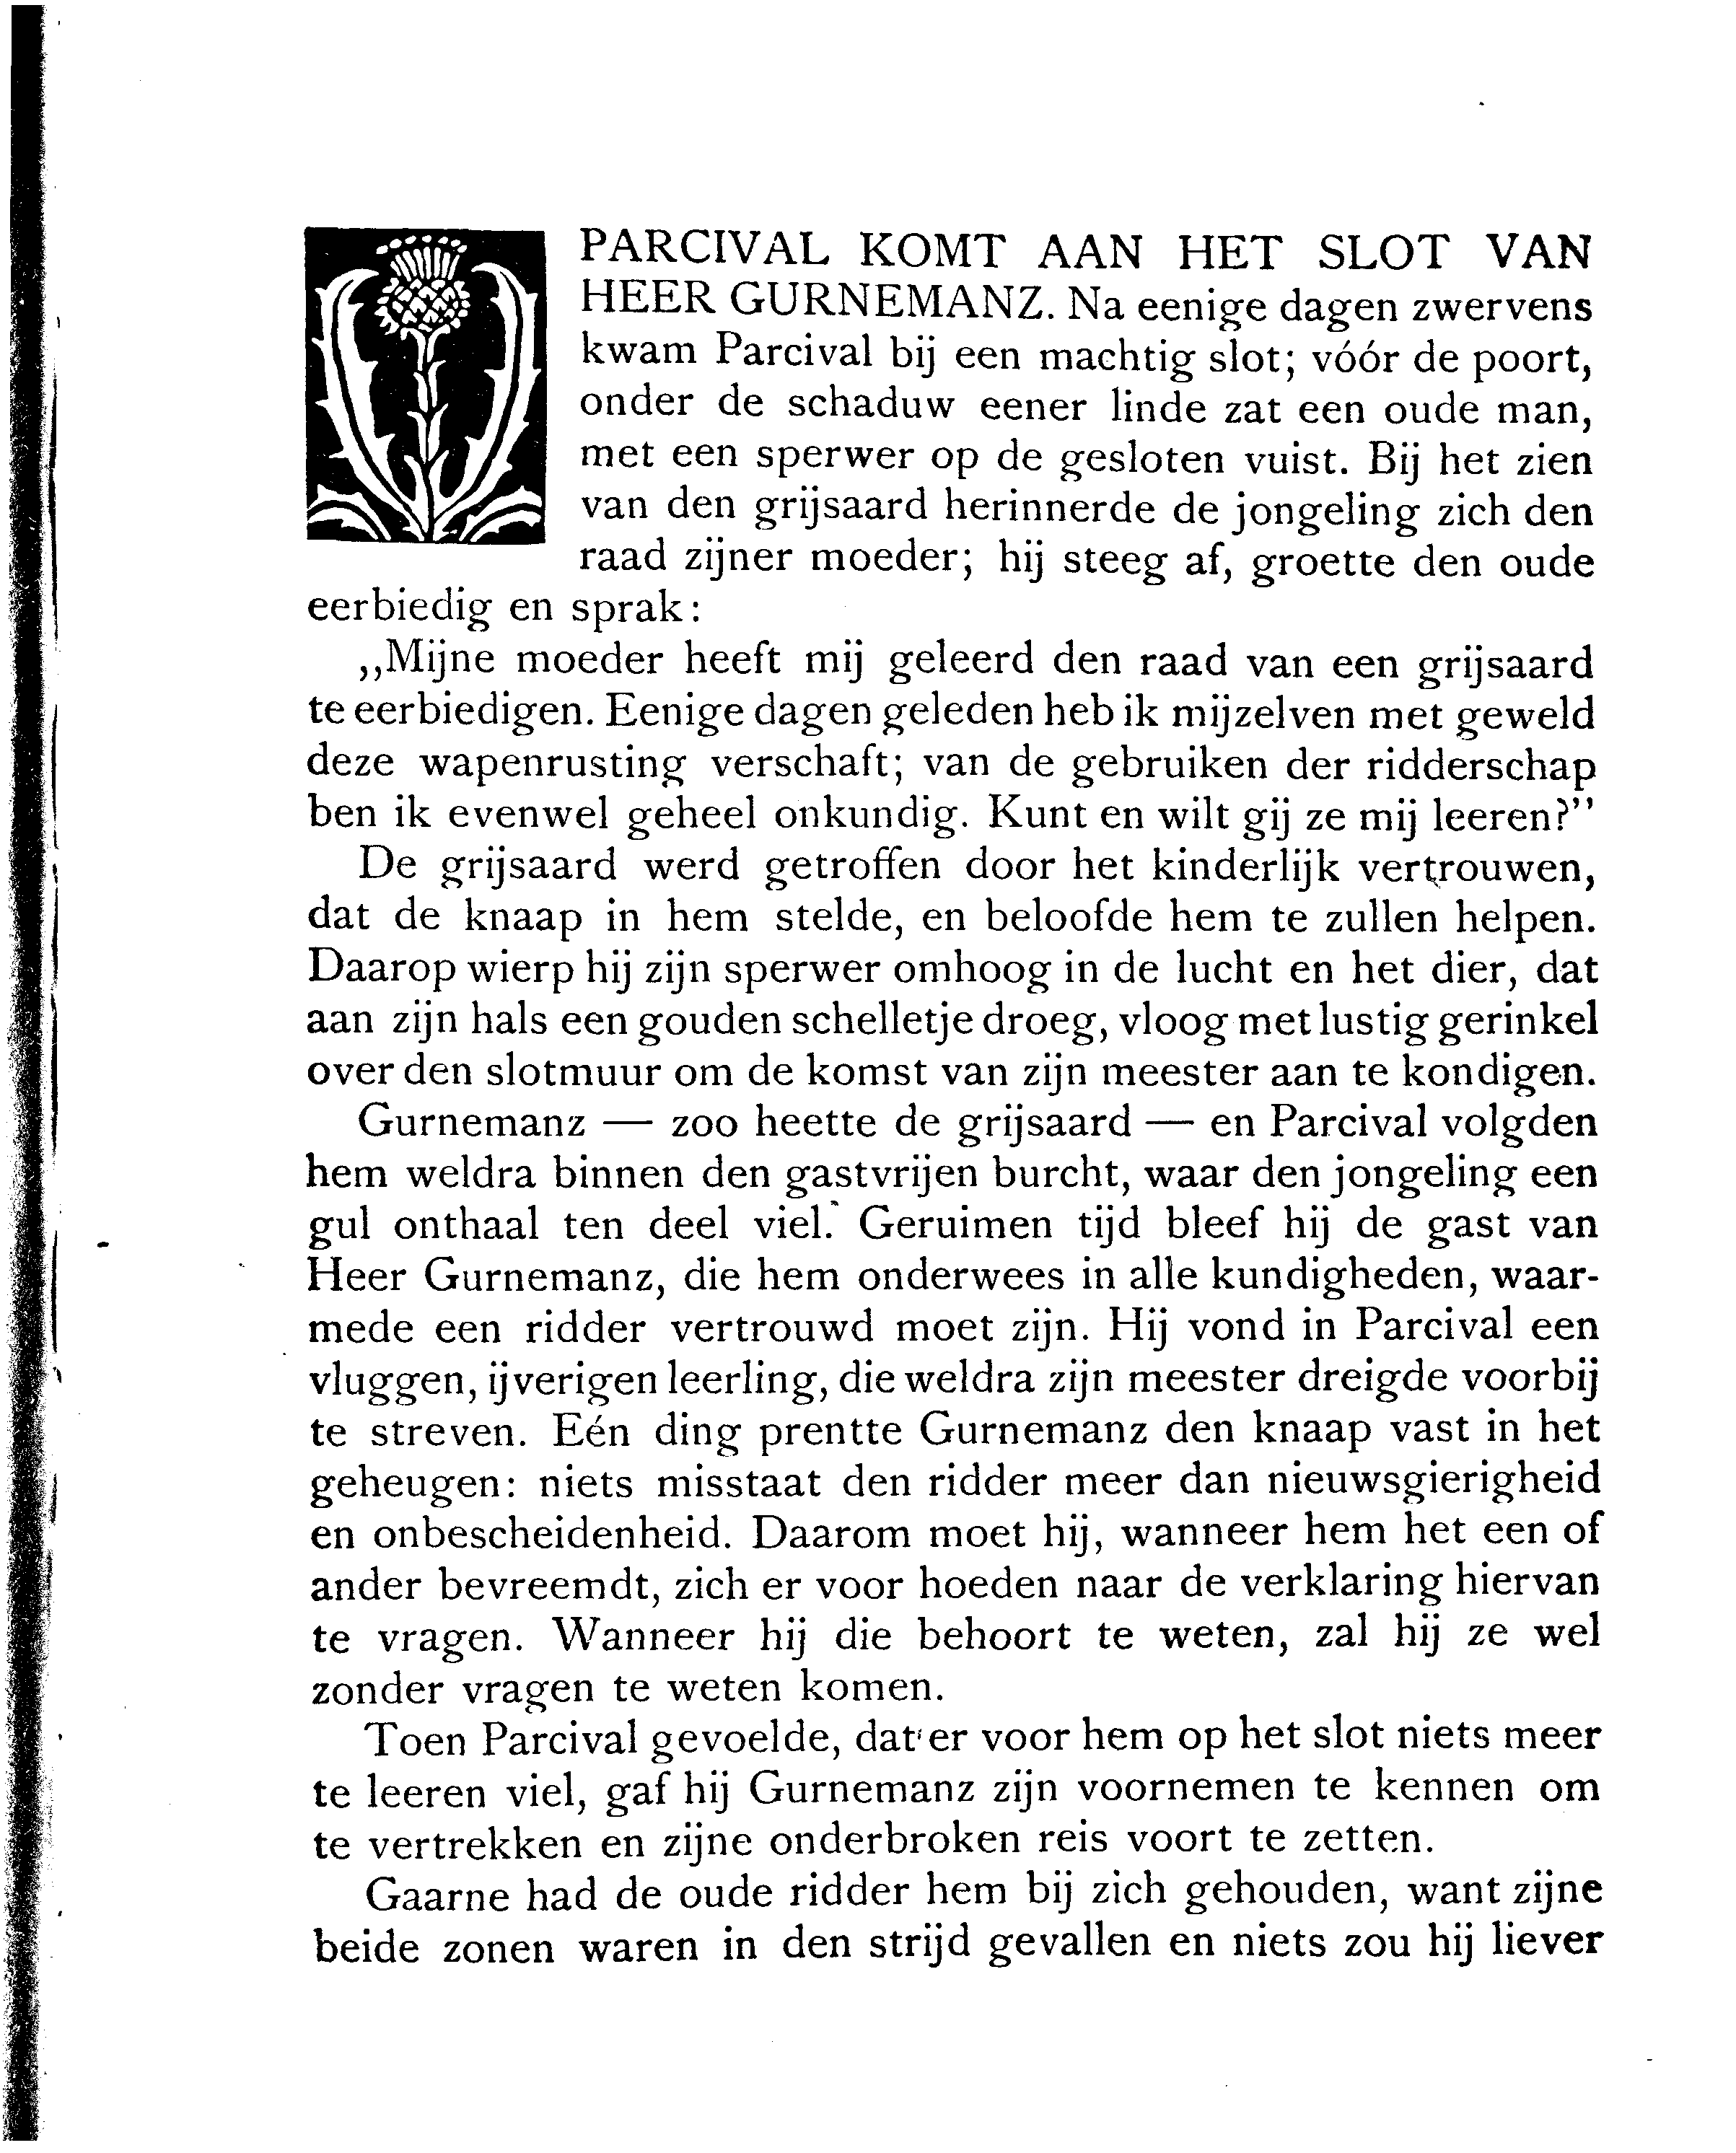 PARCIVAL KOMT AAN HET SLOT VAN
HEER GURNEMANZ. Na eenige dagen zwervens
kwam Parcival bij een machtig slot; vóór de poort,
onder de schaduw eener linde zat een oude man,
met een sperwer op de gesloten vuist. Bij het zien
van den grijsaard herinnerde de jongeling zich den
raad zijner moeder; hij steeg af, groette den oude
eerbiedig en sprak:
,,Mijne moeder heeft mij geleerd den raad van een grijsaard
te eerbiedigen. Eenige dagen geleden heb ik mijzelven met geweld
deze wapenrusting verschaft; van de gebruiken der ridderschap
ben ik evenwel geheel onkundig. Kunt en wilt gij ze mij leeren?''
De grijsaard werd getroffen door het kinderlijk vertrouwen,
dat de knaap in hem stelde, en beloofde hem te zullen helpen.
Daarop wierp hij zijn sperwer omhoog in de lucht en het dier, dat
aan zijn hals een gouden schelletje droeg, vloog met lustig gerinkel
over den slotmuur om de komst van zijn meester aan te kondigen.
Gurnemanz — zoo heette de grijsaard — en Parcival volgden
hem weldra binnen den gastvrijen burcht, waar den jongeling een
gul onthaal ten deel viel. Geruimen tijd bleef hij de gast van
Heer Gurnemanz, die hem onderwees in alle kundigheden, waar-
mede een ridder vertrouwd moet zijn. Hij vond in Parcival een
vluggen, ijverigen leerling, die weldra zijn meester dreigde voorbij
te streven. Eén ding prentte Gurnemanz den knaap vast in het
geheugen: niets misstaat den ridder meer dan nieuwsgierigheid
en onbescheidenheid. Daarom moet hij, wanneer hem het een of
ander bevreemdt, zich er voor hoeden naar de verklaring hiervan
te vragen. Wanneer hij die behoort te weten, zal hij ze wel
zonder vragen te weten komen.
Toen Parcival gevoelde, dat er voor hem op het slot niets meer
te leeren viel, gaf hij Gurnemanz zijn voornemen te kennen om
te vertrekken en zijne onderbroken reis voort te zetten.
Gaarne had de oude ridder hem bij zich gehouden, want zijne
beide zonen waren in den strijd gevallen en niets zou hij liever